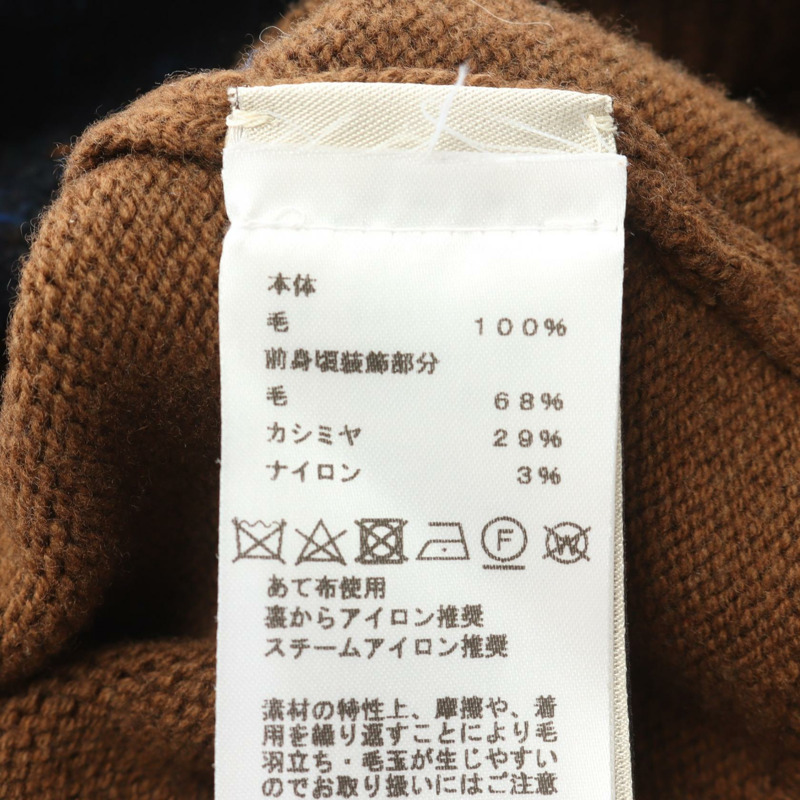 本体
毛 100%
前身頃装飾部分
毛 68%
カシミヤ 29%
ナイロン 3%
F W
あて布使用
裏からアイロン推奨
スチームアイロン推奨
素材の特性上、摩擦や、着
用を繰り返すことにより毛
羽立ち・毛玉が生じやすい
のでお取り扱いにはご注意